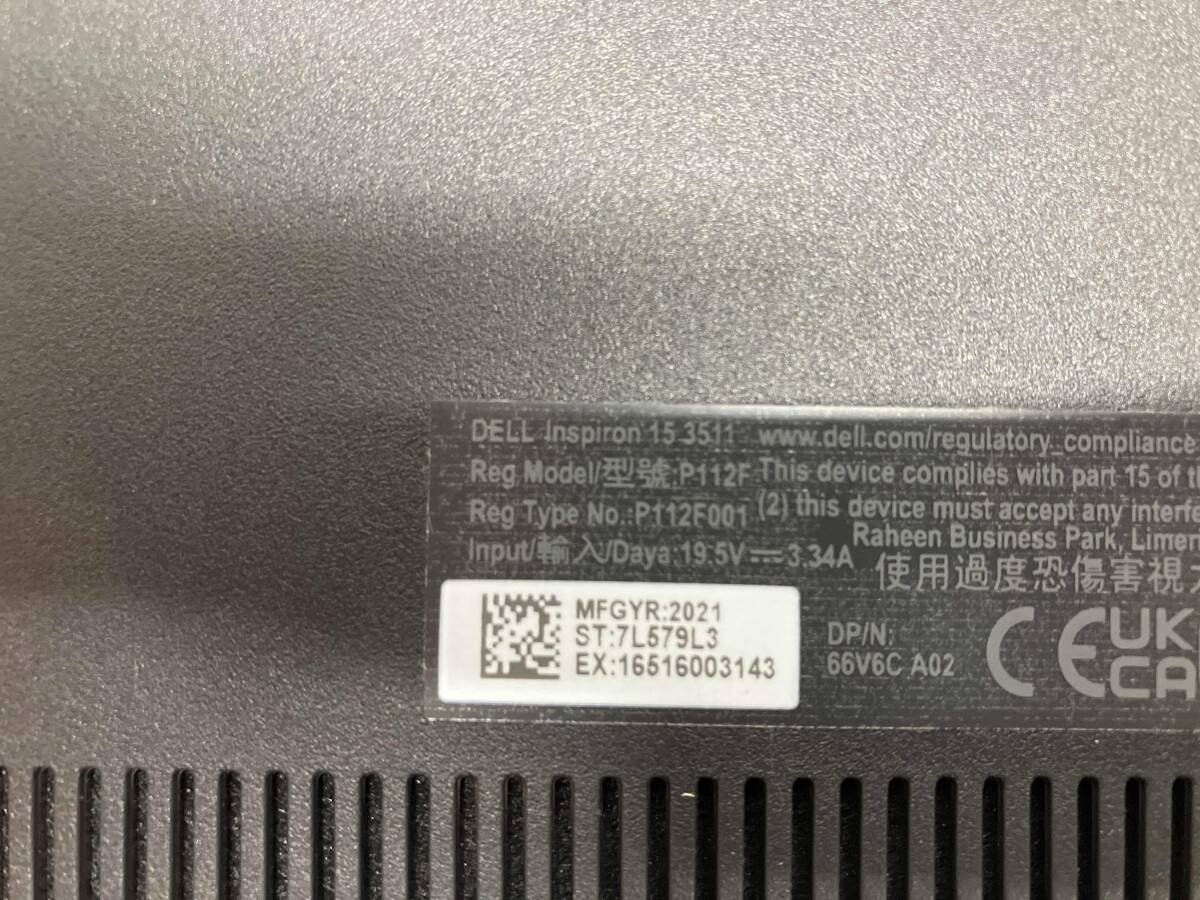 DELL Inspiron 15 3511 www.dell.com/regulatory_compliance
Reg Model/型號:P112F This device complies with part 15 of
Reg Type No.:P112F001 (2) this device must accept any
Raheen Business Park,
Input/輸入/Daya:19.5V⎓3.34A
使用過度恐傷害視
MFGYR:2021
ST:7L579L3
EX:16516003143
DP/N:
66V6C A02
CE UK
CA